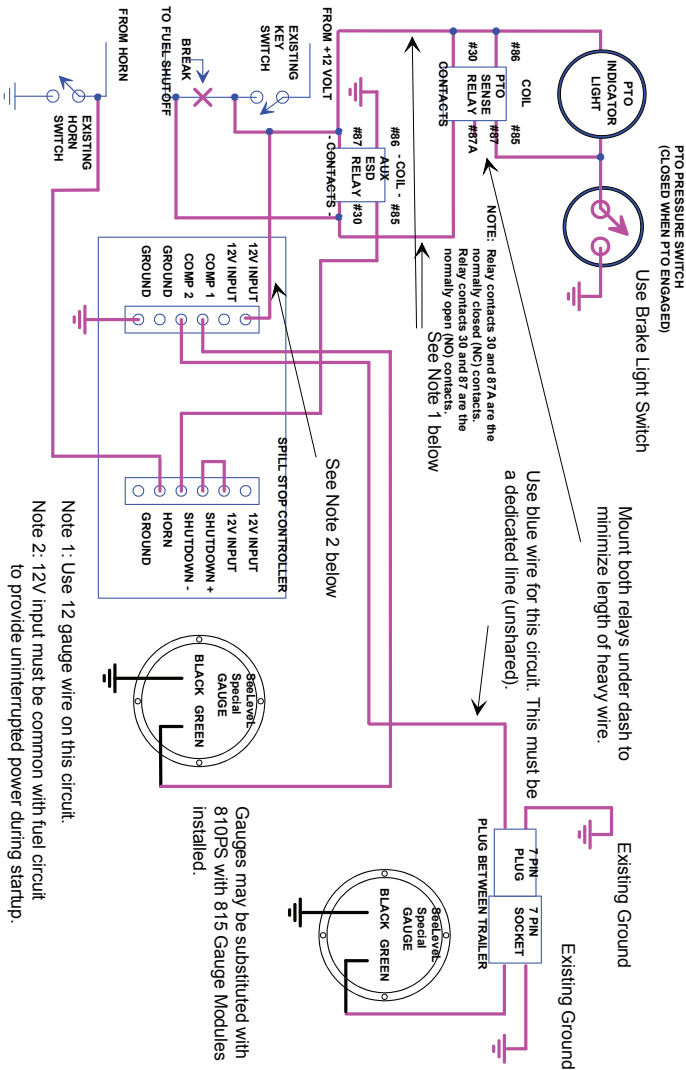 PTO PRESSURE SWITCH
(CLOSED WHEN PTO ENGAGED)
Use Brake Light Switch
PTO
INDICATOR
LIGHT
COIL
#86
#85
PTO
SENSE
RELAY
#87
#30
#87A
CONTACTS
NOTE: Relay contacts 30 and 87A are the
normally closed (NC) contacts.
Relay contacts 30 and 87 are the
normally open (NO) contacts.
See Note 1 below
Mount both relays under dash to
minimize length of heavy wire.
Use blue wire for this circuit. This must be
a dedicated line (unshared).
FROM +12 VOLT
EXISTING
KEY
SWITCH
BREAK
TO FUEL SHUTOFF
#86 - COIL - #85
AUX
ESD
RELAY
#87
#30
- CONTACTS -
FROM HORN
EXISTING
HORN
SWITCH
See Note 2 below
12V INPUT
12V INPUT
COMP 1
COMP 2
GROUND
GROUND
SPILL STOP CONTROLLER
12V INPUT
12V INPUT
SHUTDOWN +
SHUTDOWN -
HORN
GROUND
Existing Ground
7 PIN
PLUG
7 PIN
SOCKET
PLUG BETWEEN TRAILER
Existing Ground
SeeLeveL
Special
GAUGE
BLACK GREEN
Gauges may be substituted with
810PS with 815 Gauge Modules
installed.
SeeLeveL
Special
GAUGE
BLACK GREEN
Note 1: Use 12 gauge wire on this circuit.
Note 2: 12V input must be common with fuel circuit
to provide uninterrupted power during startup.